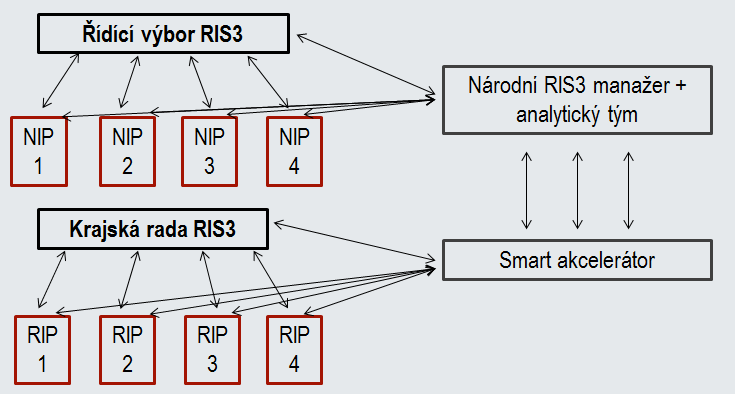 Řídící výbor RIS3
Národní RIS3 manažer +
analytický tým
NIP
1
NIP
2
NIP
3
NIP
4
Krajská rada RIS3
Smart akcelerátor
RIP
1
RIP
2
RIP
3
RIP
4